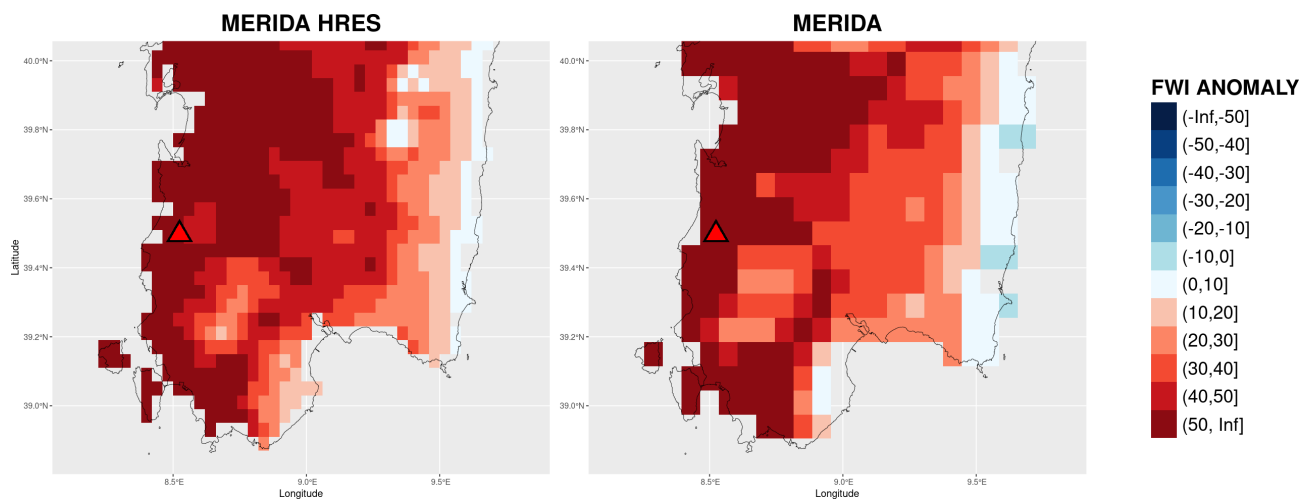 MERIDA HRES
MERIDA
40.0°N
39.8°N
39.6°N
39.4°N
39.2°N
39.0°N
Latitude
8.5°E
9.0°E
9.5°E
Longitude
40.0°N
39.8°N
39.6°N
39.4°N
39.2°N
39.0°N
8.5°E
9.0°E
9.5°E
Longitude
FWI ANOMALY
(-Inf,-50]
(-50,-40]
(-40,-30]
(-30,-20]
(-20,-10]
(-10,0]
(0,10]
(10,20]
(20,30]
(30,40]
(40,50]
(50, Inf]